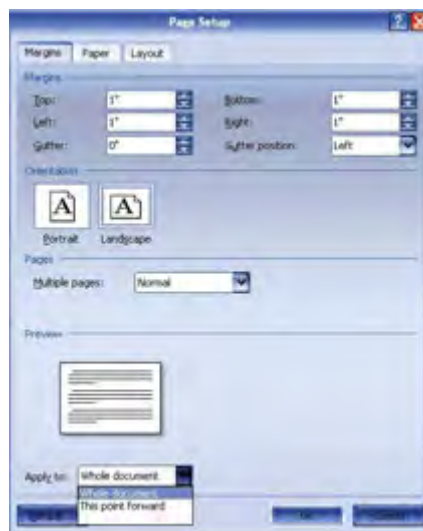 Page Setup
Margins Paper Layout
Margins
Top: 1" Bottom: 1"
Left: 1" Right: 1"
Gutter: 0" Gutter position: Left
Orientation
A A
Portrait Landscape
Pages
Multiple pages: Normal
Preview
Apply to: Whole document
Whole document
This point forward